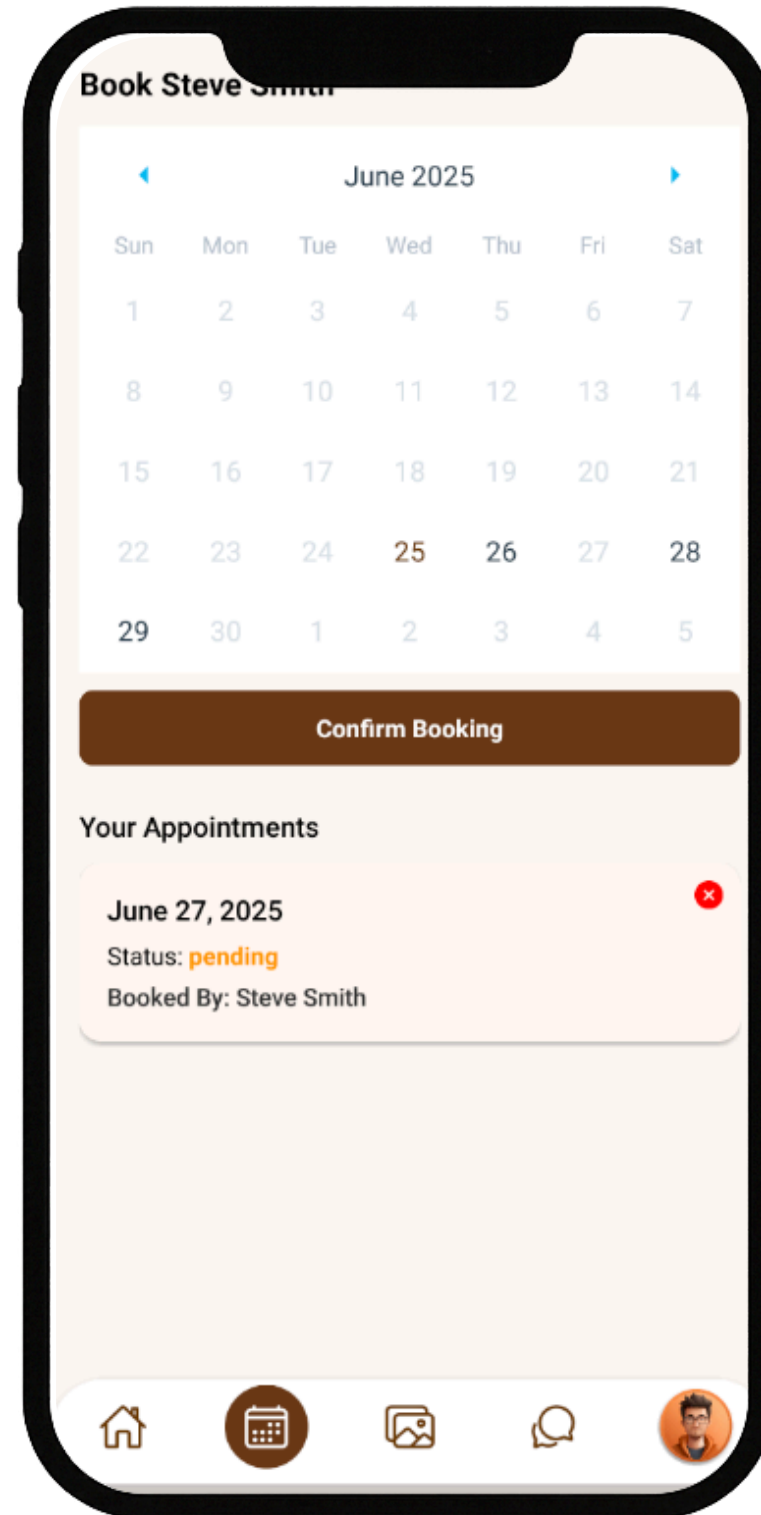 Book Steve Smith
June 2025
Sun Mon Tue Wed Thu Fri Sat
1 2 3 4 5 6 7
8 9 10 11 12 13 14
15 16 17 18 19 20 21
22 23 24 25 26 27 28
29 30 1 2 3 4 5
Confirm Booking
Your Appointments
June 27, 2025
Status: pending
Booked By: Steve Smith